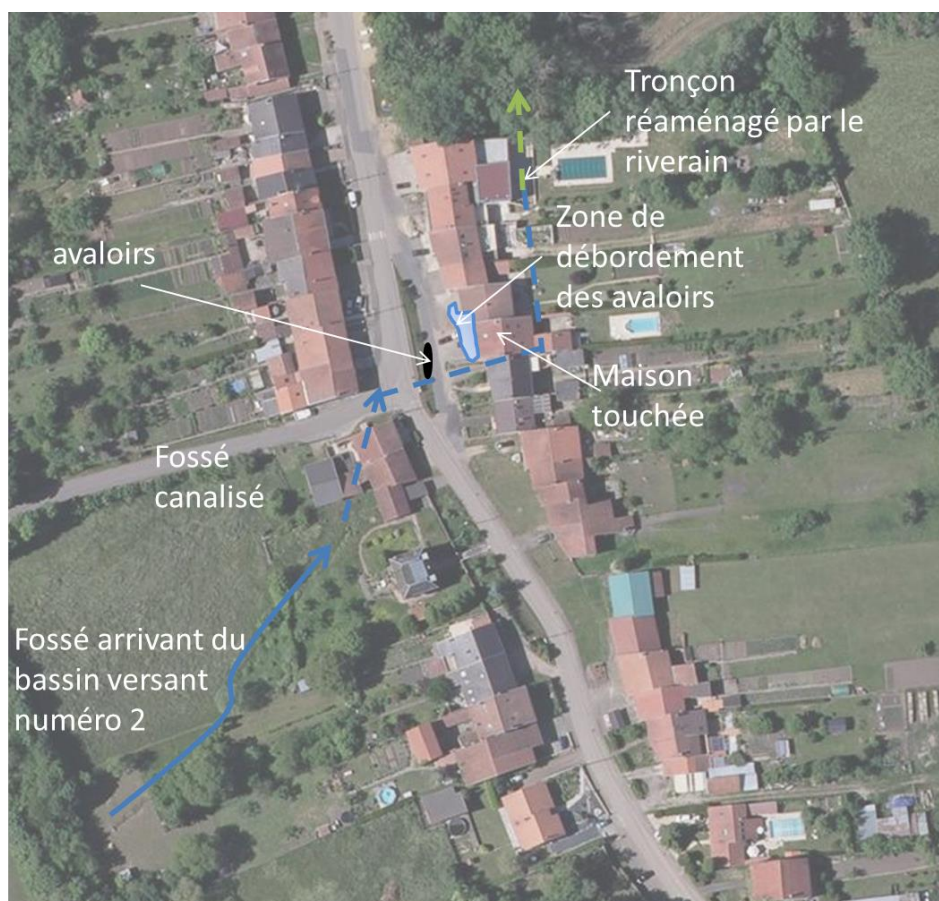 Tronçon
réaménagé par le
riverain
Zone de
débordement
des avaloirs
avaloirs
Maison
touchée
Fossé
canalisé
Fossé arrivant du
bassin versant
numéro 2